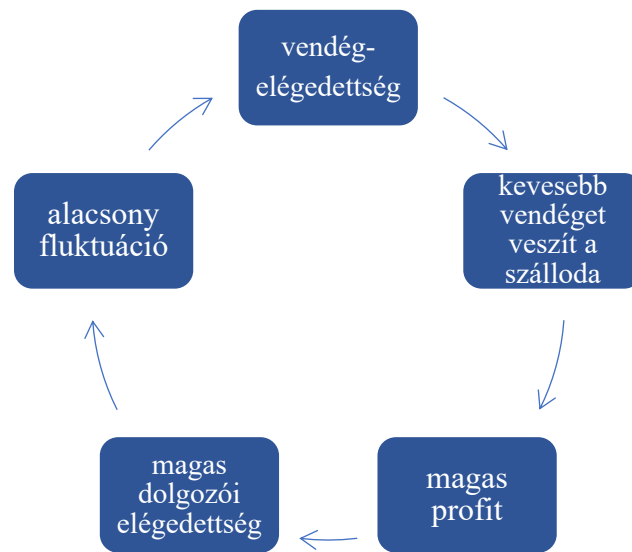 vendég-
elégedettség
kevesebb
vendéget
veszít a
szálloda
magas
profit
magas
dolgozói
elégedettség
alacsony
fluktuáció